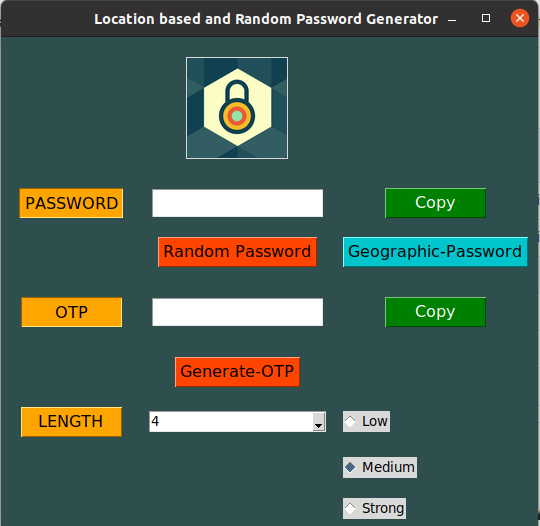 Location based and Random Password Generator
PASSWORD
Copy
Random Password
Geographic-Password
OTP
Copy
Generate-OTP
LENGTH
4
Low
Medium
Strong